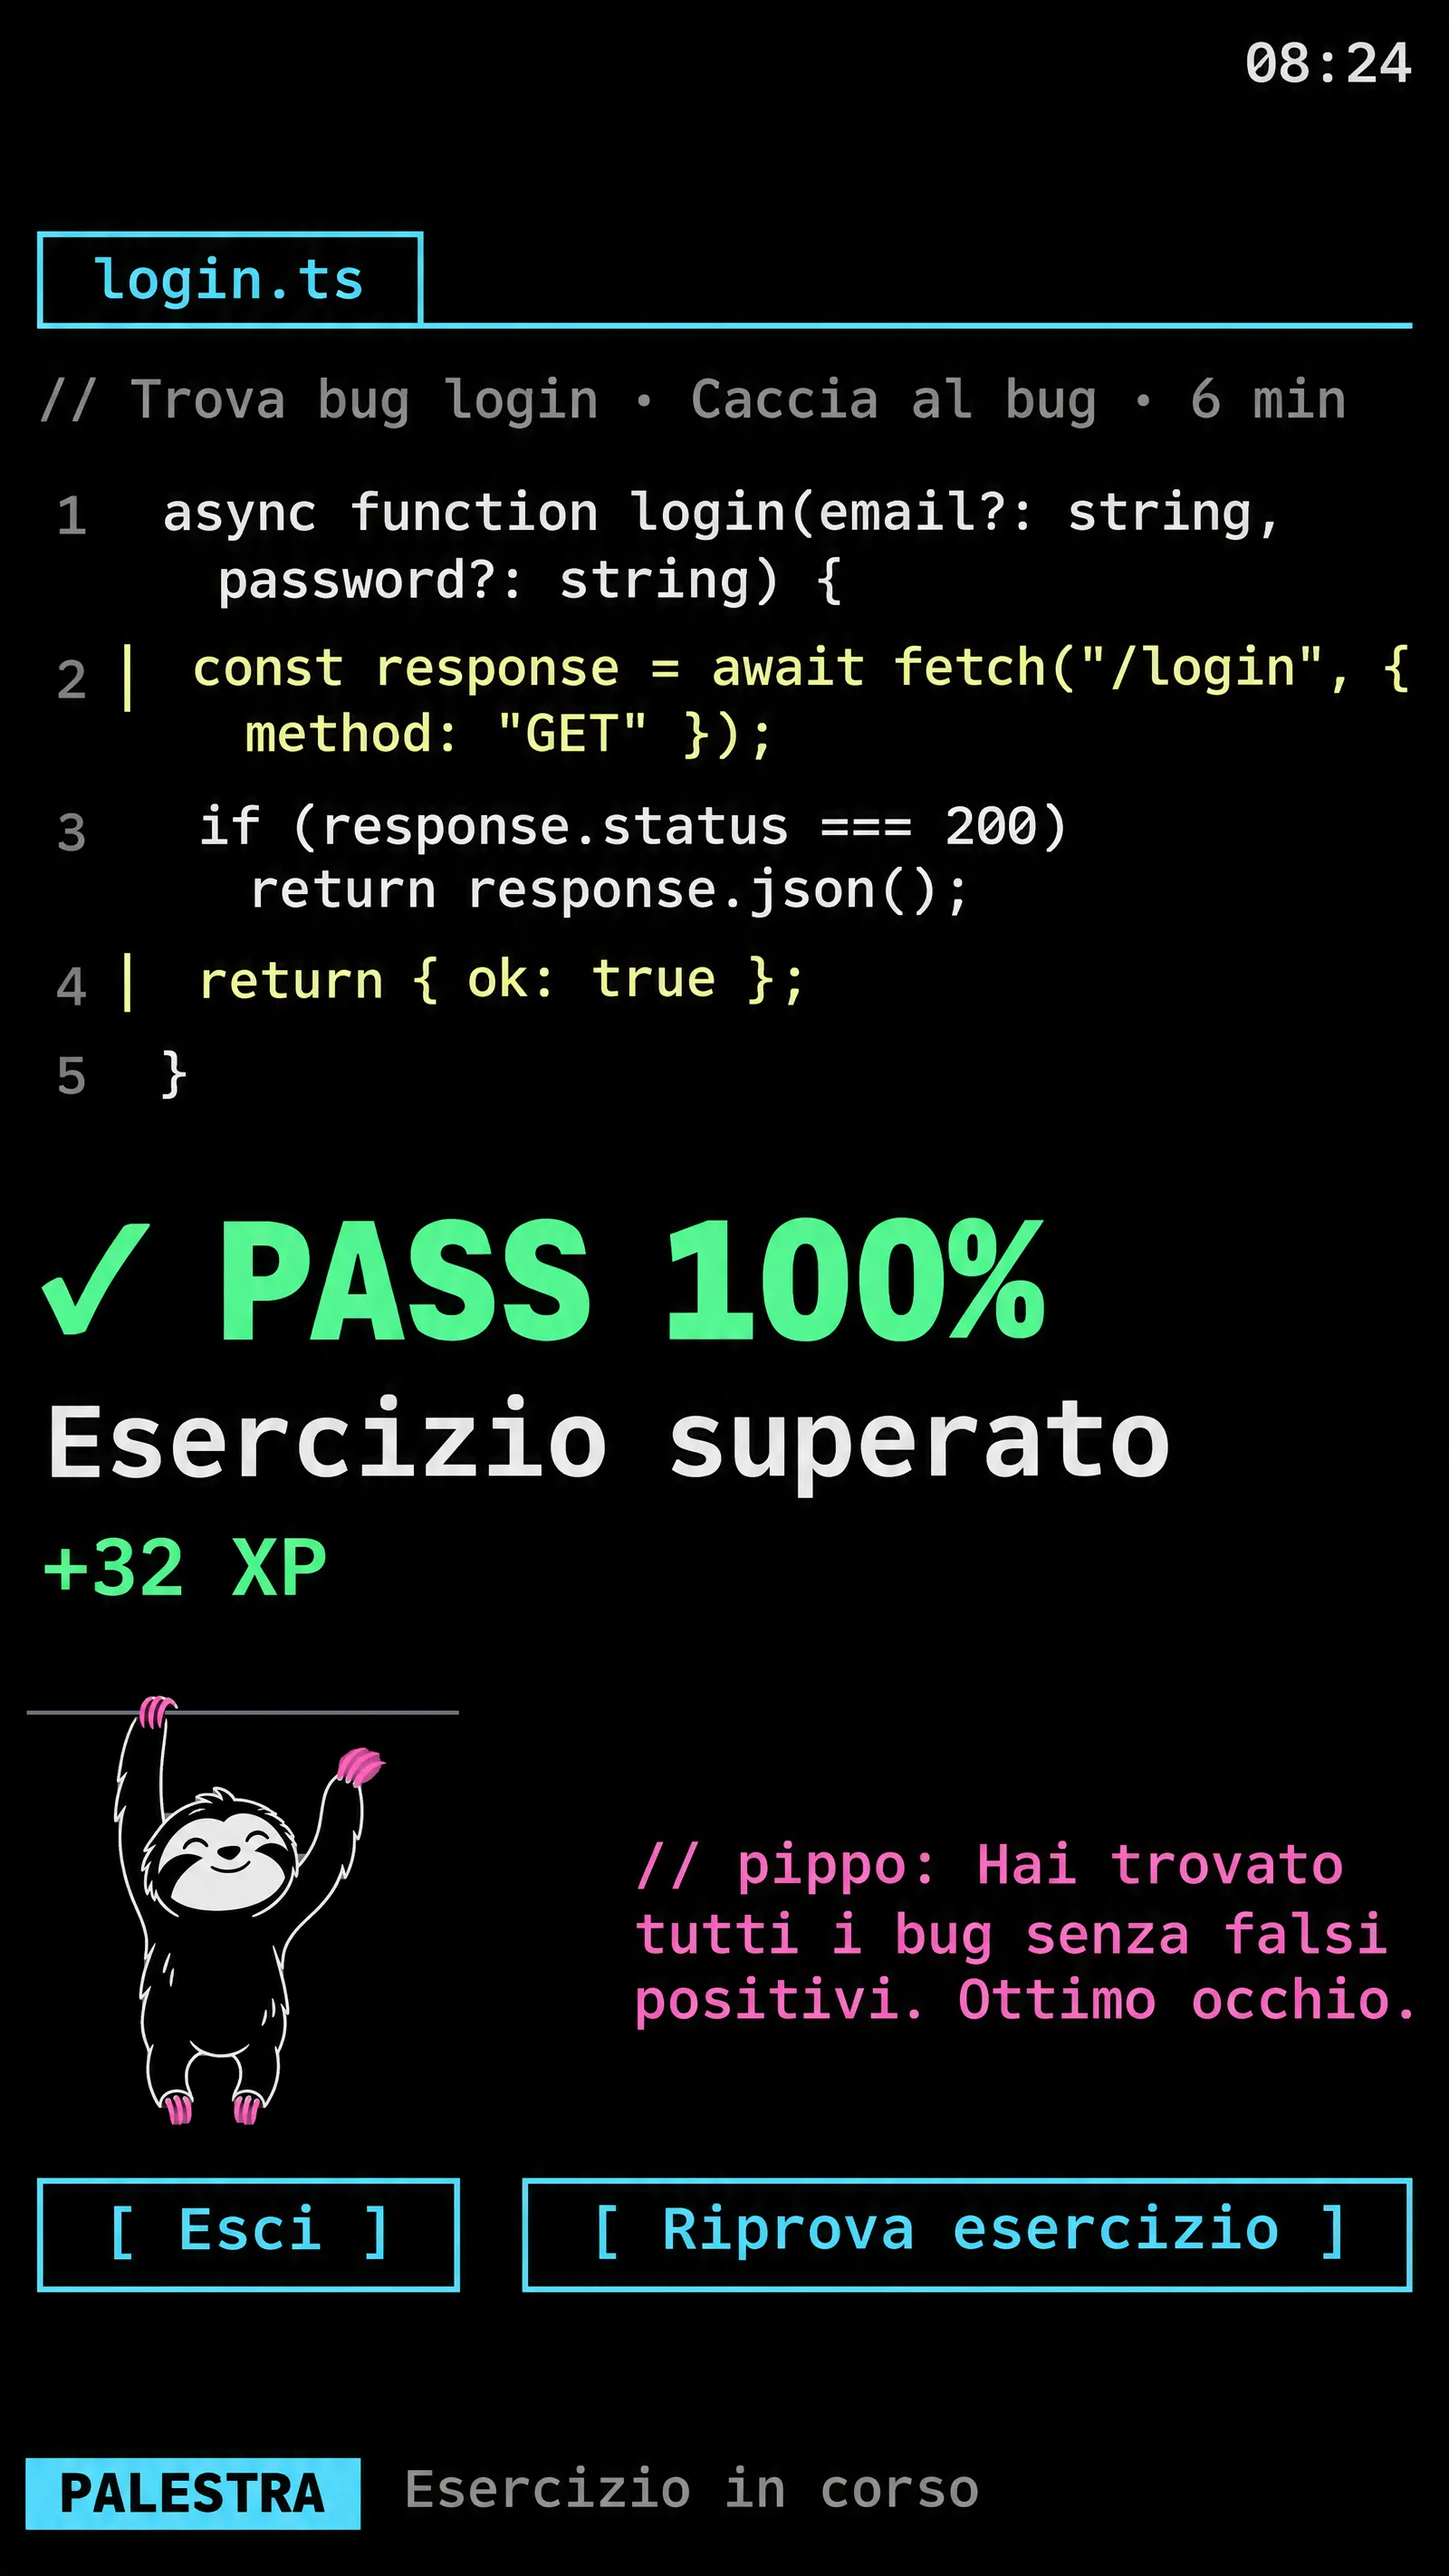 08:24
login.ts
// Trova bug login • Caccia al bug • 6 min
1 async function login(email?: string,
password?: string) {
2 const response = await fetch("/login", {
method: "GET" });
3 if (response.status === 200)
return response.json();
4 return { ok: true };
5 }
✓ PASS 100%
Esercizio superato
+32 XP
// pippo: Hai trovato
tutti i bug senza falsi
positivi. Ottimo occhio.
[ Esci ] [ Riprova esercizio ]
PALESTRA Esercizio in corso